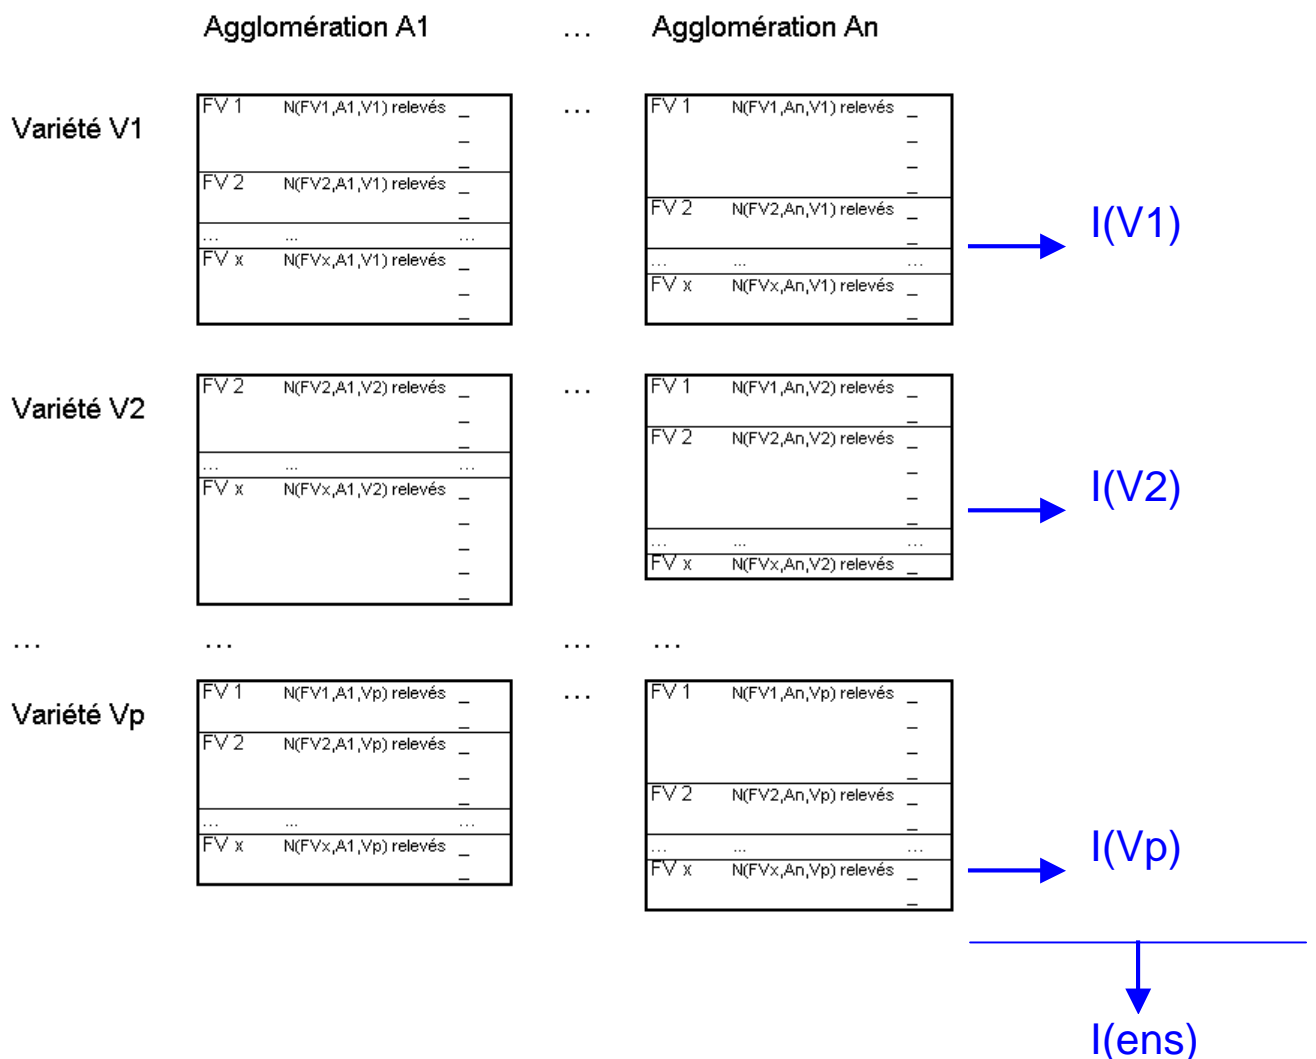 Agglomération A1 … Agglomération An
Variété V1 …
FV 1 N(FV1,A1,V1) relevés _
_
_
FV 2 N(FV2,A1,V1) relevés _
_
... ... ...
FV x N(FVx,A1,V1) relevés _
_
_
FV 1 N(FV1,An,V1) relevés _
_
_
_
FV 2 N(FV2,An,V1) relevés _
_
... ... ...
FV x N(FVx,An,V1) relevés _
_
I(V1)
Variété V2 …
FV 2 N(FV2,A1,V2) relevés _
_
_
... ... ...
FV x N(FVx,A1,V2) relevés _
_
_
_
_
FV 1 N(FV1,An,V2) relevés _
_
FV 2 N(FV2,An,V2) relevés _
_
_
_
... ... ...
FV x N(FVx,An,V2) relevés _
I(V2)
… … … …
Variété Vp …
FV 1 N(FV1,A1,Vp) relevés _
_
FV 2 N(FV2,A1,Vp) relevés _
_
_
... ... ...
FV x N(FVx,A1,Vp) relevés _
_
FV 1 N(FV1,An,Vp) relevés _
_
_
_
FV 2 N(FV2,An,Vp) relevés _
_
... ... ...
FV x N(FVx,An,Vp) relevés _
_
I(Vp)
I(ens)